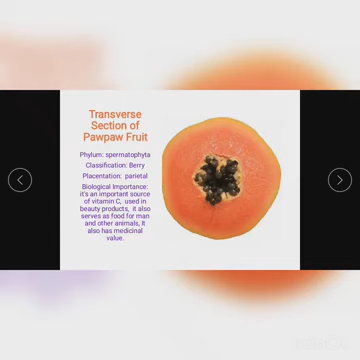 Transverse
Section of
Pawpaw Fruit
Phylum: spermatophyta
Classification: Berry
Placentation: parietal
Biological Importance:
it's an important source
of vitamin C, used in
beauty products, it also
serves as food for man
and other animals, It
also has medicinal
value.